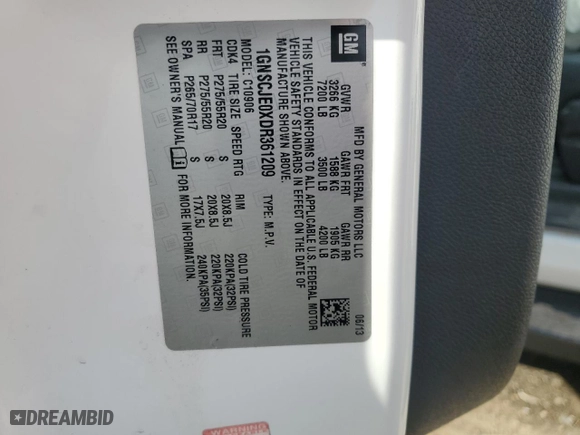 GM
MFD BY GENERAL MOTORS LLC
06/13
GVWR GAWR FRT GAWR RR
3266 KG 1588 KG 1905 KG
7200 LB 3500 LB 4200 LB
THIS VEHICLE CONFORMS TO ALL APPLICABLE U.S. FEDERAL MOTOR
VEHICLE SAFETY STANDARDS IN EFFECT ON THE DATE OF
MANUFACTURE SHOWN ABOVE.
1GNSCJE0XDR361209 TYPE: M.P.V.
C10906
CDK4 TIRE SIZE SPEED RTG RIM COLD TIRE PRESSURE
FRT P275/55R20 S 20X8.5J 220KPA(32PSI)
RR P275/55R20 S 20X8.5J 220KPA(32PSI)
SPA P265/70R17 S 17X7.5J 240KPA(35PSI)
SEE OWNER'S MANUAL FOR MORE INFORMATION.
WARNING
DREAMBID